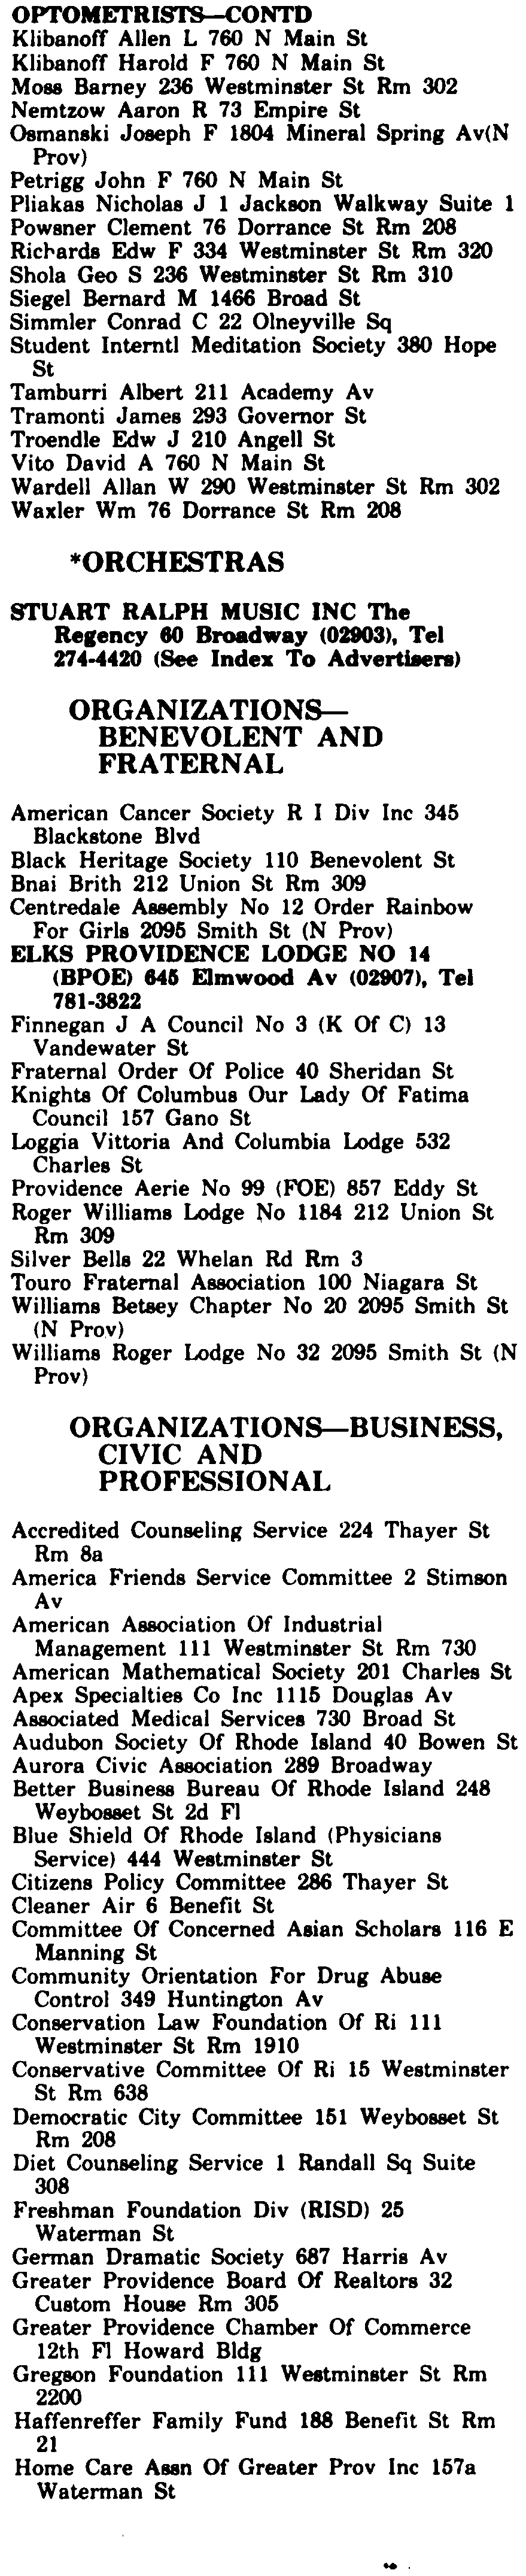 OPTOMETRISTS—CONTD
Klibanoff Allen L 760 N Main St
Klibanoff Harold F 760 N Main St
Moss Barney 236 Westminster St Rm 302
Nemtzow Aaron R 73 Empire St
Osmanski Joseph F 1804 Mineral Spring Av(N
Prov)
Petrigg John F 760 N Main St
Pliakas Nicholas J 1 Jackson Walkway Suite 1
Powsner Clement 76 Dorrance St Rm 208
Richards Edw F 334 Westminster St Rm 320
Shola Geo S 236 Westminster St Rm 310
Siegel Bernard M 1466 Broad St
Simmler Conrad C 22 Olneyville Sq
Student Interntl Meditation Society 380 Hope
St
Tamburri Albert 211 Academy Av
Tramonti James 293 Governor St
Troendle Edw J 210 Angell St
Vito David A 760 N Main St
Wardell Allan W 290 Westminster St Rm 302
Waxler Wm 76 Dorrance St Rm 208
*ORCHESTRAS
STUART RALPH MUSIC INC The
Regency 60 Broadway (02903), Tel
274-4420 (See Index To Advertisers)
ORGANIZATIONS—
BENEVOLENT AND
FRATERNAL
American Cancer Society R I Div Inc 345
Blackstone Blvd
Black Heritage Society 110 Benevolent St
Bnai Brith 212 Union St Rm 309
Centredale Assembly No 12 Order Rainbow
For Girls 2095 Smith St (N Prov)
ELKS PROVIDENCE LODGE NO 14
(BPOE) 645 Elmwood Av (02907), Tel
781-3822
Finnegan J A Council No 3 (K Of C) 13
Vandewater St
Fraternal Order Of Police 40 Sheridan St
Knights Of Columbus Our Lady Of Fatima
Council 157 Gano St
Loggia Vittoria And Columbia Lodge 532
Charles St
Providence Aerie No 99 (FOE) 857 Eddy St
Roger Williams Lodge No 1184 212 Union St
Rm 309
Silver Bells 22 Whelan Rd Rm 3
Touro Fraternal Association 100 Niagara St
Williams Betsey Chapter No 20 2095 Smith St
(N Prov)
Williams Roger Lodge No 32 2095 Smith St (N
Prov)
ORGANIZATIONS—BUSINESS,
CIVIC AND
PROFESSIONAL
Accredited Counseling Service 224 Thayer St
Rm 8a
America Friends Service Committee 2 Stimson
Av
American Association Of Industrial
Management 111 Westminster St Rm 730
American Mathematical Society 201 Charles St
Apex Specialties Co Inc 1115 Douglas Av
Associated Medical Services 730 Broad St
Audubon Society Of Rhode Island 40 Bowen St
Aurora Civic Association 289 Broadway
Better Business Bureau Of Rhode Island 248
Weybosset St 2d Fl
Blue Shield Of Rhode Island (Physicians
Service) 444 Westminster St
Citizens Policy Committee 286 Thayer St
Cleaner Air 6 Benefit St
Committee Of Concerned Asian Scholars 116 E
Manning St
Community Orientation For Drug Abuse
Control 349 Huntington Av
Conservation Law Foundation Of Ri 111
Westminster St Rm 1910
Conservative Committee Of Ri 15 Westminster
St Rm 638
Democratic City Committee 151 Weybosset St
Rm 208
Diet Counseling Service 1 Randall Sq Suite
308
Freshman Foundation Div (RISD) 25
Waterman St
German Dramatic Society 687 Harris Av
Greater Providence Board Of Realtors 32
Custom House Rm 305
Greater Providence Chamber Of Commerce
12th Fl Howard Bldg
Gregson Foundation 111 Westminster St Rm
2200
Haffenreffer Family Fund 188 Benefit St Rm
21
Home Care Assn Of Greater Prov Inc 157a
Waterman St